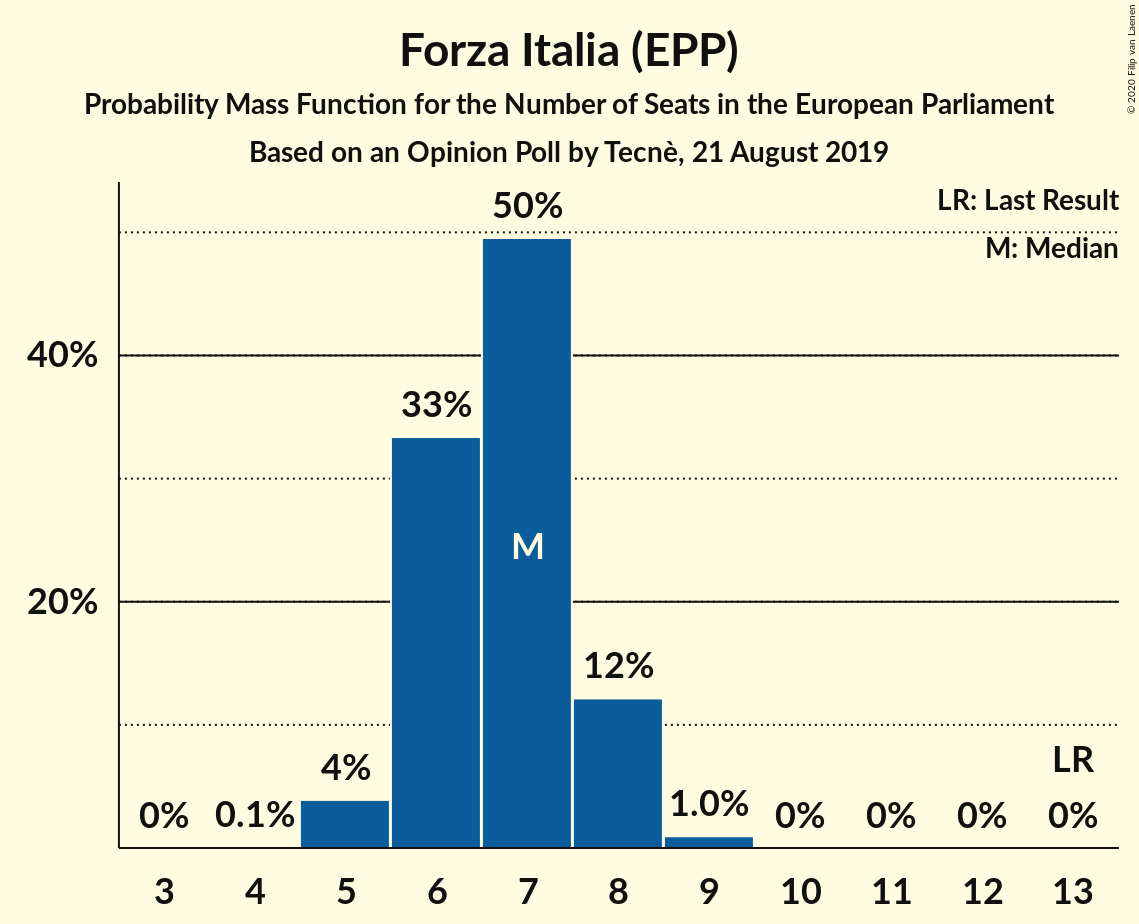 Forza Italia (EPP)
Probability Mass Function for the Number of Seats in the European Parliament
Based on an Opinion Poll by Tecnè, 21 August 2019
© 2020 Filip van Laenen
LR: Last Result
M: Median
50%
40%
33%
M
20%
12%
4%
LR
0%
0.1%
1.0%
0%
0%
0%
0%
3 4 5 6 7 8 9 10 11 12 13